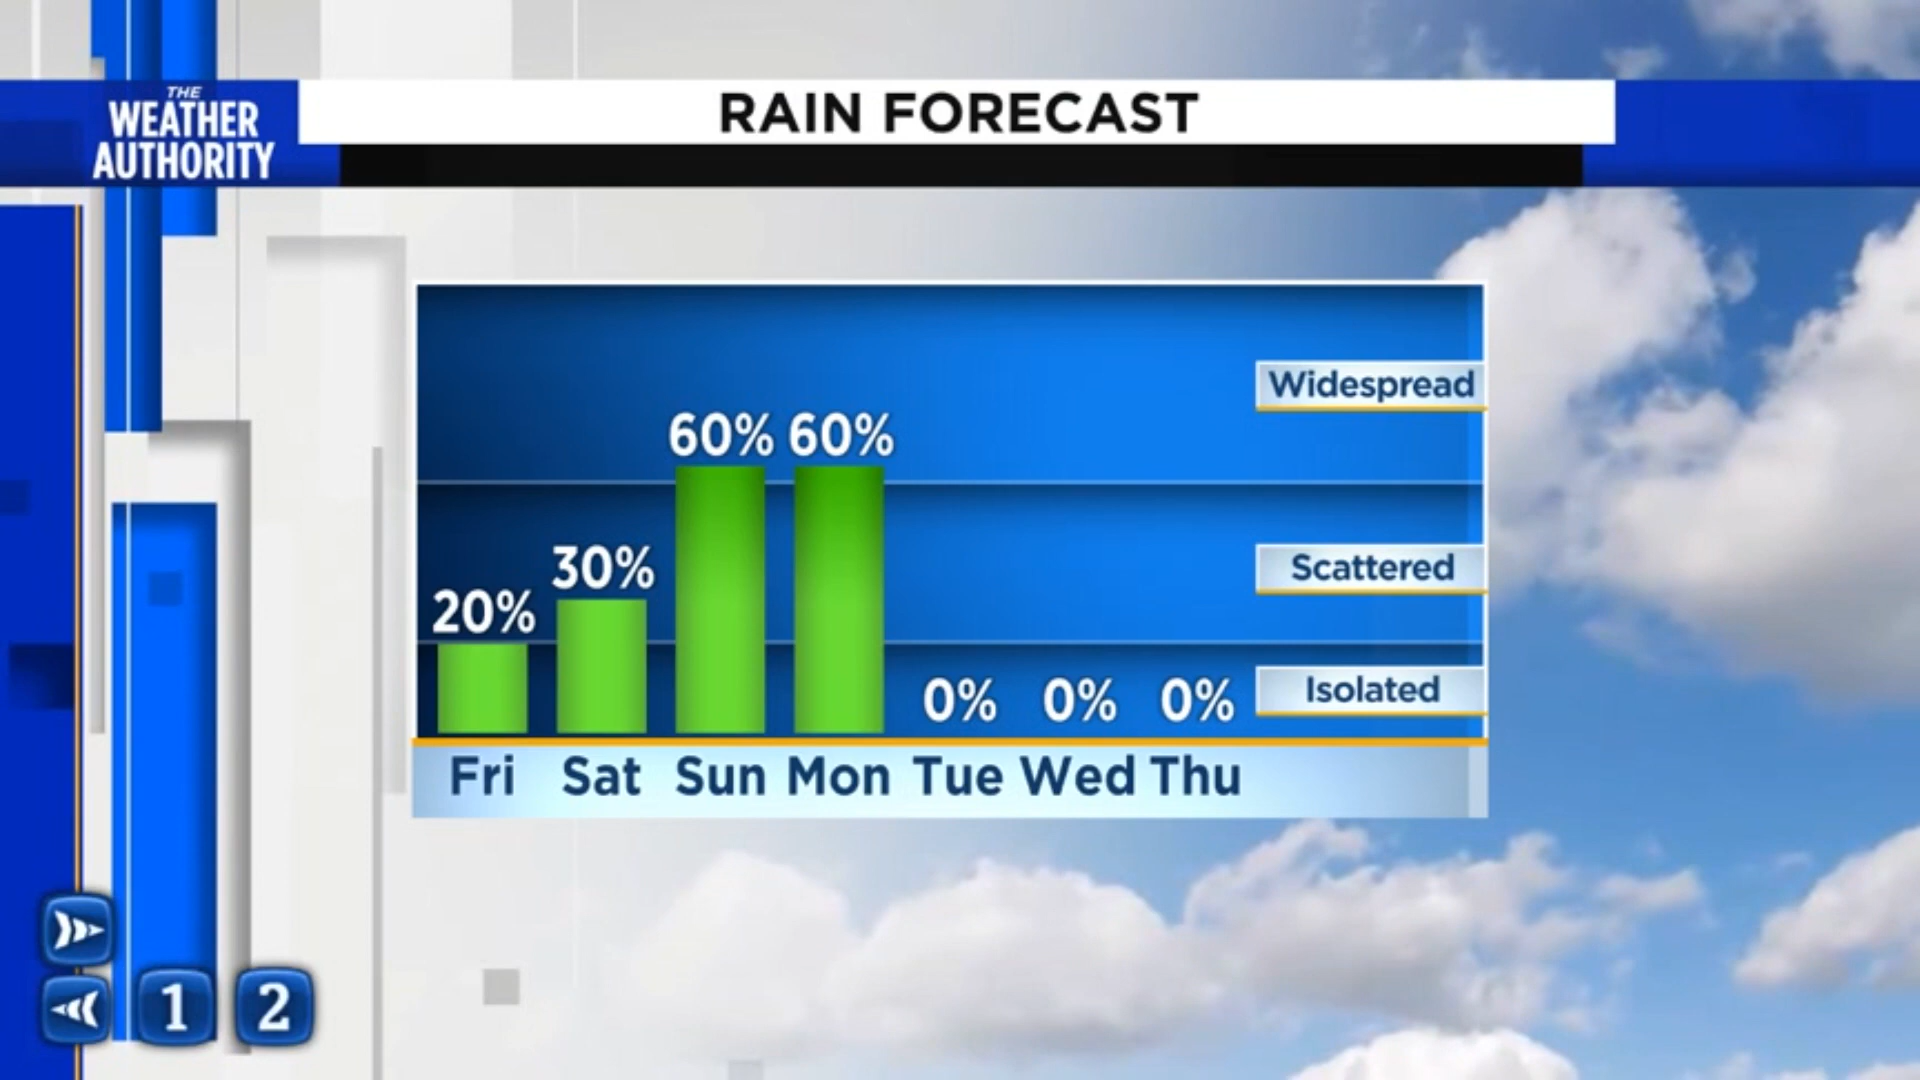 THE
WEATHER
AUTHORITY
RAIN FORECAST
Widespread
60% 60%
Scattered
30%
20%
Isolated
0% 0% 0%
Fri Sat Sun Mon Tue Wed Thu
1 2